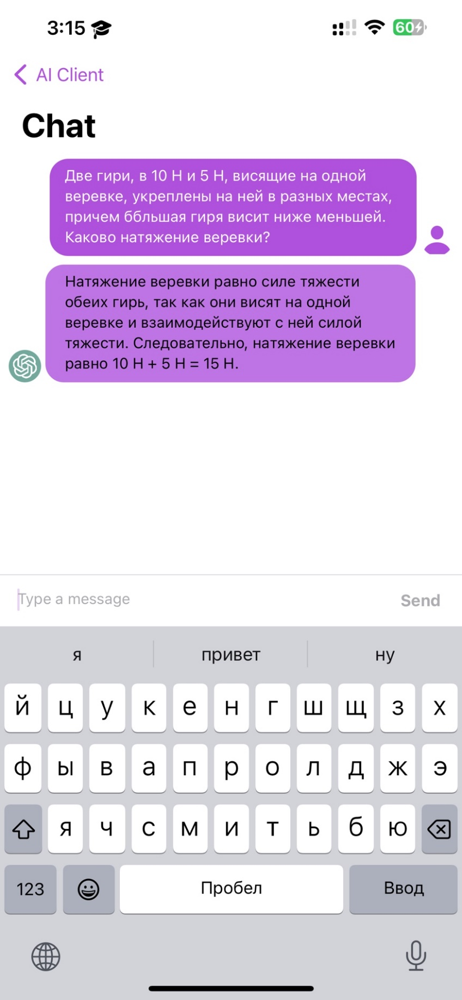 3:15
60
AI Client
Chat
Две гири, в 10 Н и 5 Н, висящие на одной
веревке, укреплены на ней в разных местах,
причем ббльшая гиря висит ниже меньшей.
Каково натяжение веревки?
Натяжение веревки равно силе тяжести
обеих гирь, так как они висят на одной
веревке и взаимодействуют с ней силой
тяжести. Следовательно, натяжение веревки
равно 10 Н + 5 Н = 15 Н.
Type a message
Send
я привет ну
й ц у к е н г ш щ з х
ф ы в а п р о л д ж э
я ч с м и т ь б ю
123 Пробел Ввод